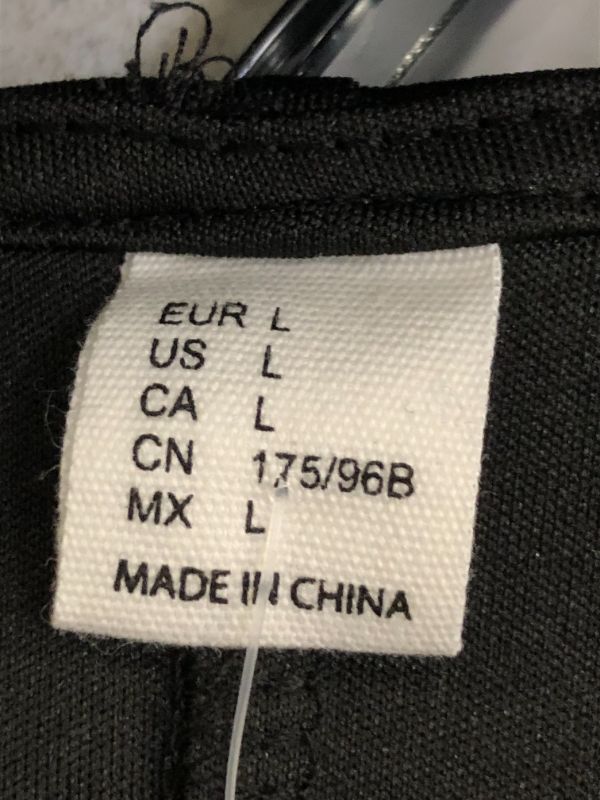 EUR L
US L
CA L
CN 175/96B
MX L
MADE IN CHINA